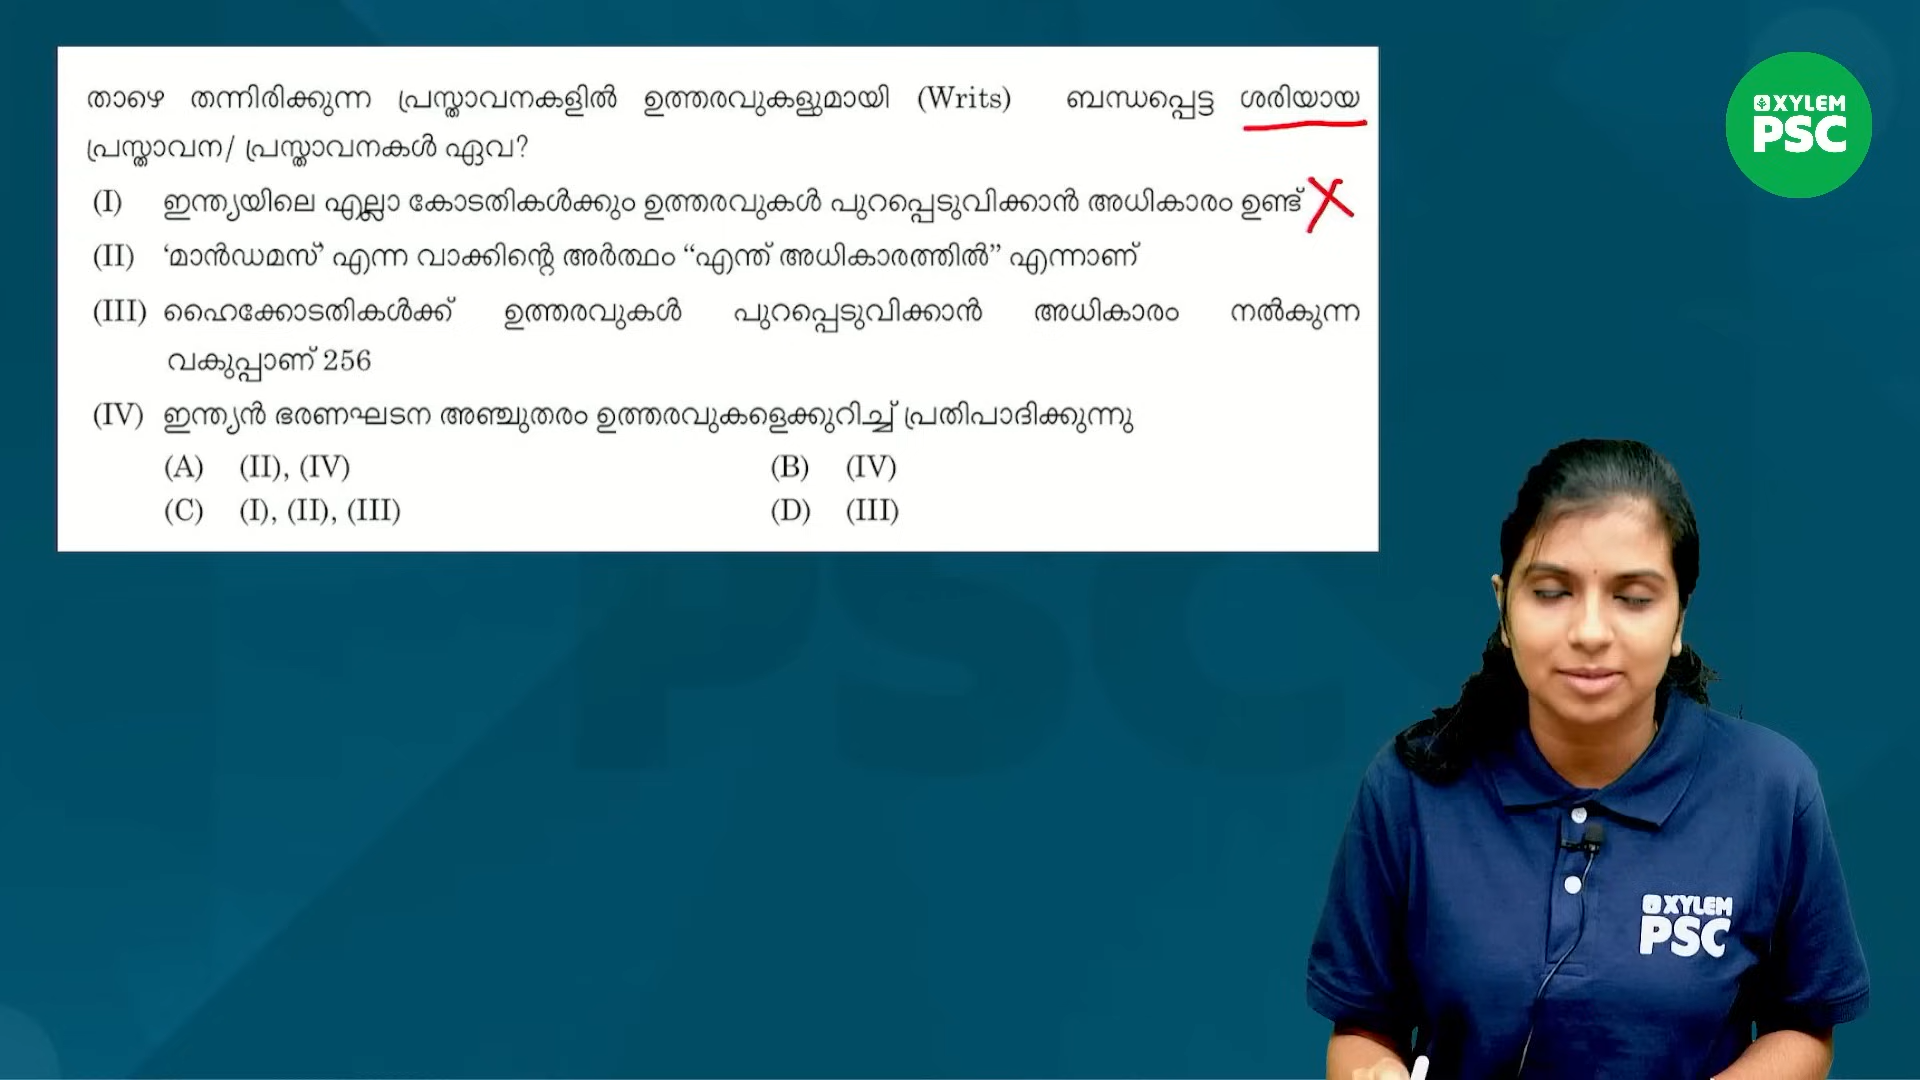 താഴെ തന്നിരിക്കുന്ന പ്രസ്താവനകളിൽ ഉത്തരവുകളുമായി (Writs) ബന്ധപ്പെട്ട ശരിയായ
പ്രസ്താവന/ പ്രസ്താവനകൾ ഏവ?
(I) ഇന്ത്യയിലെ എല്ലാ കോടതികൾക്കും ഉത്തരവുകൾ പുറപ്പെടുവിക്കാൻ അധികാരം ഉണ്ട്
(II) ‘മാൻഡമസ്’ എന്ന വാക്കിന്റെ അർത്ഥം “എന്ത് അധികാരത്തിൽ” എന്നാണ്
(III) ഹൈക്കോടതികൾക്ക് ഉത്തരവുകൾ പുറപ്പെടുവിക്കാൻ അധികാരം നൽകുന്ന
വകുപ്പാണ് 256
(IV) ഇന്ത്യൻ ഭരണഘടന അഞ്ചുതരം ഉത്തരവുകളെക്കുറിച്ച് പ്രതിപാദിക്കുന്നു
(A) (II), (IV) (B) (IV)
(C) (I), (II), (III) (D) (III)
XYLEM
PSC
XYLEM
PSC
PSC